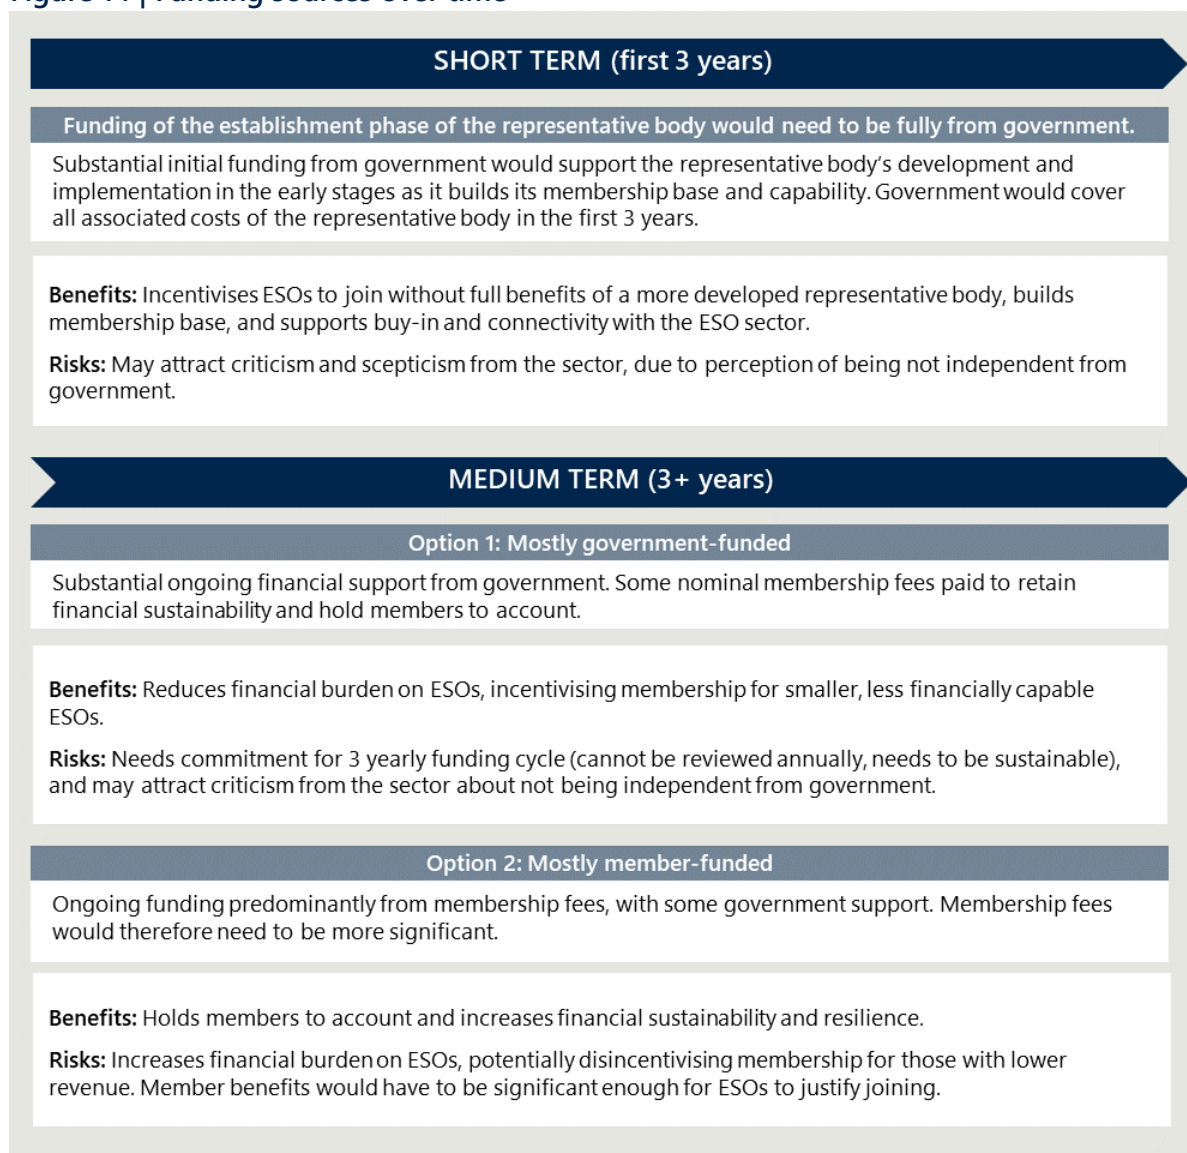 Funding sources over time
SHORT TERM (first 3 years)
Funding of the establishment phase of the representative body would need to be fully from government.
Substantial initial funding from government would support the representative body's development and
implementation in the early stages as it builds its membership base and capability. Government would cover
all associated costs of the representative body in the first 3 years.
Benefits: Incentivises ESOs to join without full benefits of a more developed representative body, builds
membership base, and supports buy-in and connectivity with the ESO sector.
Risks: May attract criticism and scepticism from the sector, due to perception of being not independent from
government.
MEDIUM TERM (3+ years)
Option 1: Mostly government-funded
Substantial ongoing financial support from government. Some nominal membership fees paid to retain
financial sustainability and hold members to account.
Benefits: Reduces financial burden on ESOs, incentivising membership for smaller, less financially capable
ESOs.
Risks: Needs commitment for 3 yearly funding cycle (cannot be reviewed annually, needs to be sustainable),
and may attract criticism from the sector about not being independent from government.
Option 2: Mostly member-funded
Ongoing funding predominantly from membership fees, with some government support. Membership fees
would therefore need to be more significant.
Benefits: Holds members to account and increases financial sustainability and resilience.
Risks: Increases financial burden on ESOs, potentially disincentivising membership for those with lower
revenue. Member benefits would have to be significant enough for ESOs to justify joining.